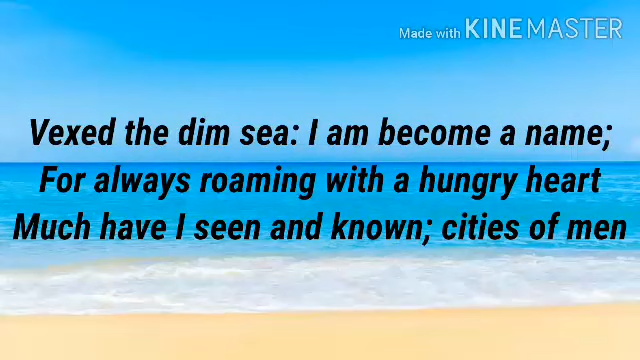 Made with KINEMASTER
Vexed the dim sea: I am become a name;
For always roaming with a hungry heart
Much have I seen and known; cities of men